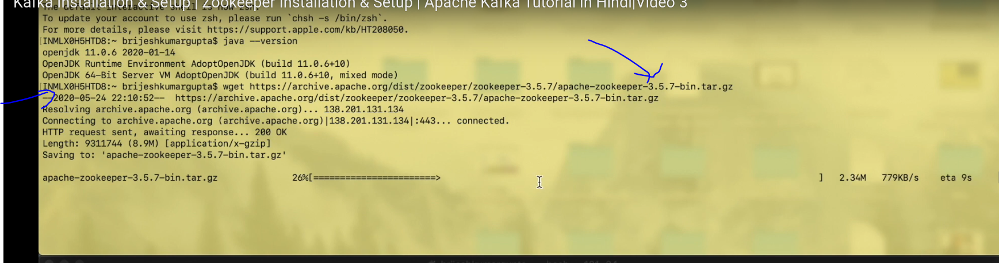 Kafka Installation & Setup | Zookeeper Installation & Setup | Apache Kafka Tutorial in Hindi|Video 3
The default interactive shell is now zsh.
To update your account to use zsh, please run `chsh -s /bin/zsh`.
For more details, please visit https://support.apple.com/kb/HT208050.
[INMLX0H5HTD8:~ brijeshkumargupta$ java --version
openjdk 11.0.6 2020-01-14
OpenJDK Runtime Environment AdoptOpenJDK (build 11.0.6+10)
OpenJDK 64-Bit Server VM AdoptOpenJDK (build 11.0.6+10, mixed mode)
[INMLX0H5HTD8:~ brijeshkumargupta$ wget https://archive.apache.org/dist/zookeeper/zookeeper-3.5.7/apache-zookeeper-3.5.7-bin.tar.gz
--2020-05-24 22:10:52-- https://archive.apache.org/dist/zookeeper/zookeeper-3.5.7/apache-zookeeper-3.5.7-bin.tar.gz
Resolving archive.apache.org (archive.apache.org)... 138.201.131.134
Connecting to archive.apache.org (archive.apache.org)|138.201.131.134|:443... connected.
HTTP request sent, awaiting response... 200 OK
Length: 9311744 (8.9M) [application/x-gzip]
Saving to: 'apache-zookeeper-3.5.7-bin.tar.gz'
apache-zookeeper-3.5.7-bin.tar.gz 26%[=======================> ] 2.34M 779KB/s eta 9s